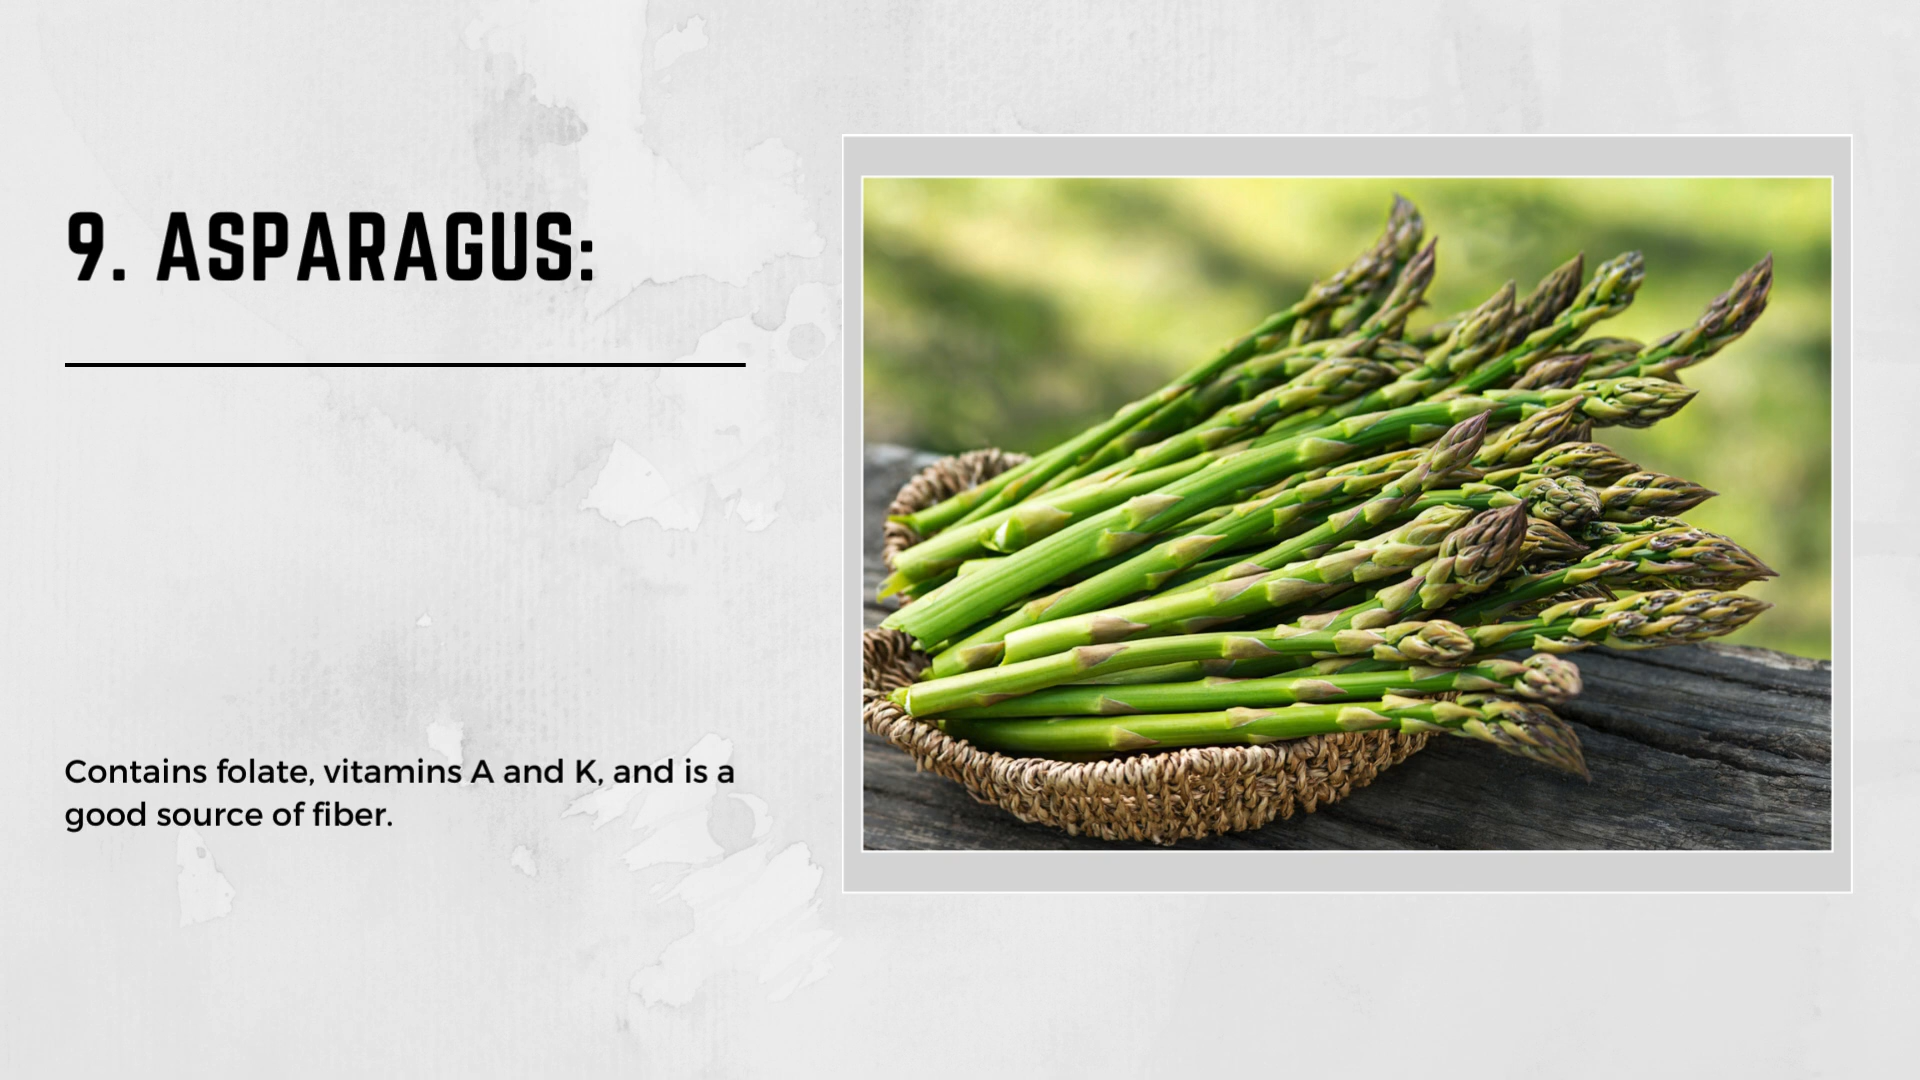 9. ASPARAGUS:
Contains folate, vitamins A and K, and is a
good source of fiber.